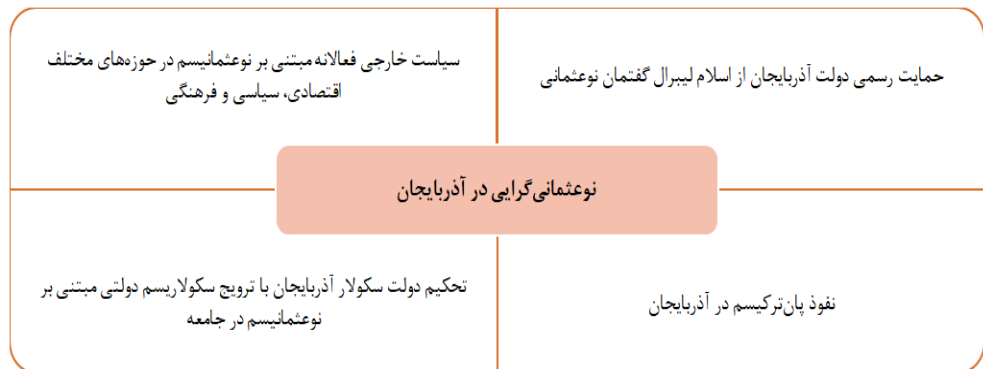 حمایت رسمی دولت آذربایجان از اسلام لیبرال گفتمان نوعثمانی
سیاست خارجی فعالانه مبتنی بر نوعثمانیسم در حوزه‌های مختلف
اقتصادی، سیاسی و فرهنگی
نوعثمانی‌گرایی در آذربایجان
نفوذ پان‌ترکیسم در آذربایجان
تحکیم دولت سکولار آذربایجان با ترویج سکولاریسم دولتی مبتنی بر
نوعثمانیسم در جامعه